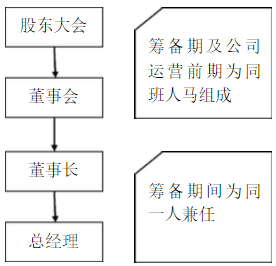 股东大会
董事会
董事长
总经理
筹备期及公司
运营前期为同
班人马组成
筹备期间为同
一人兼任